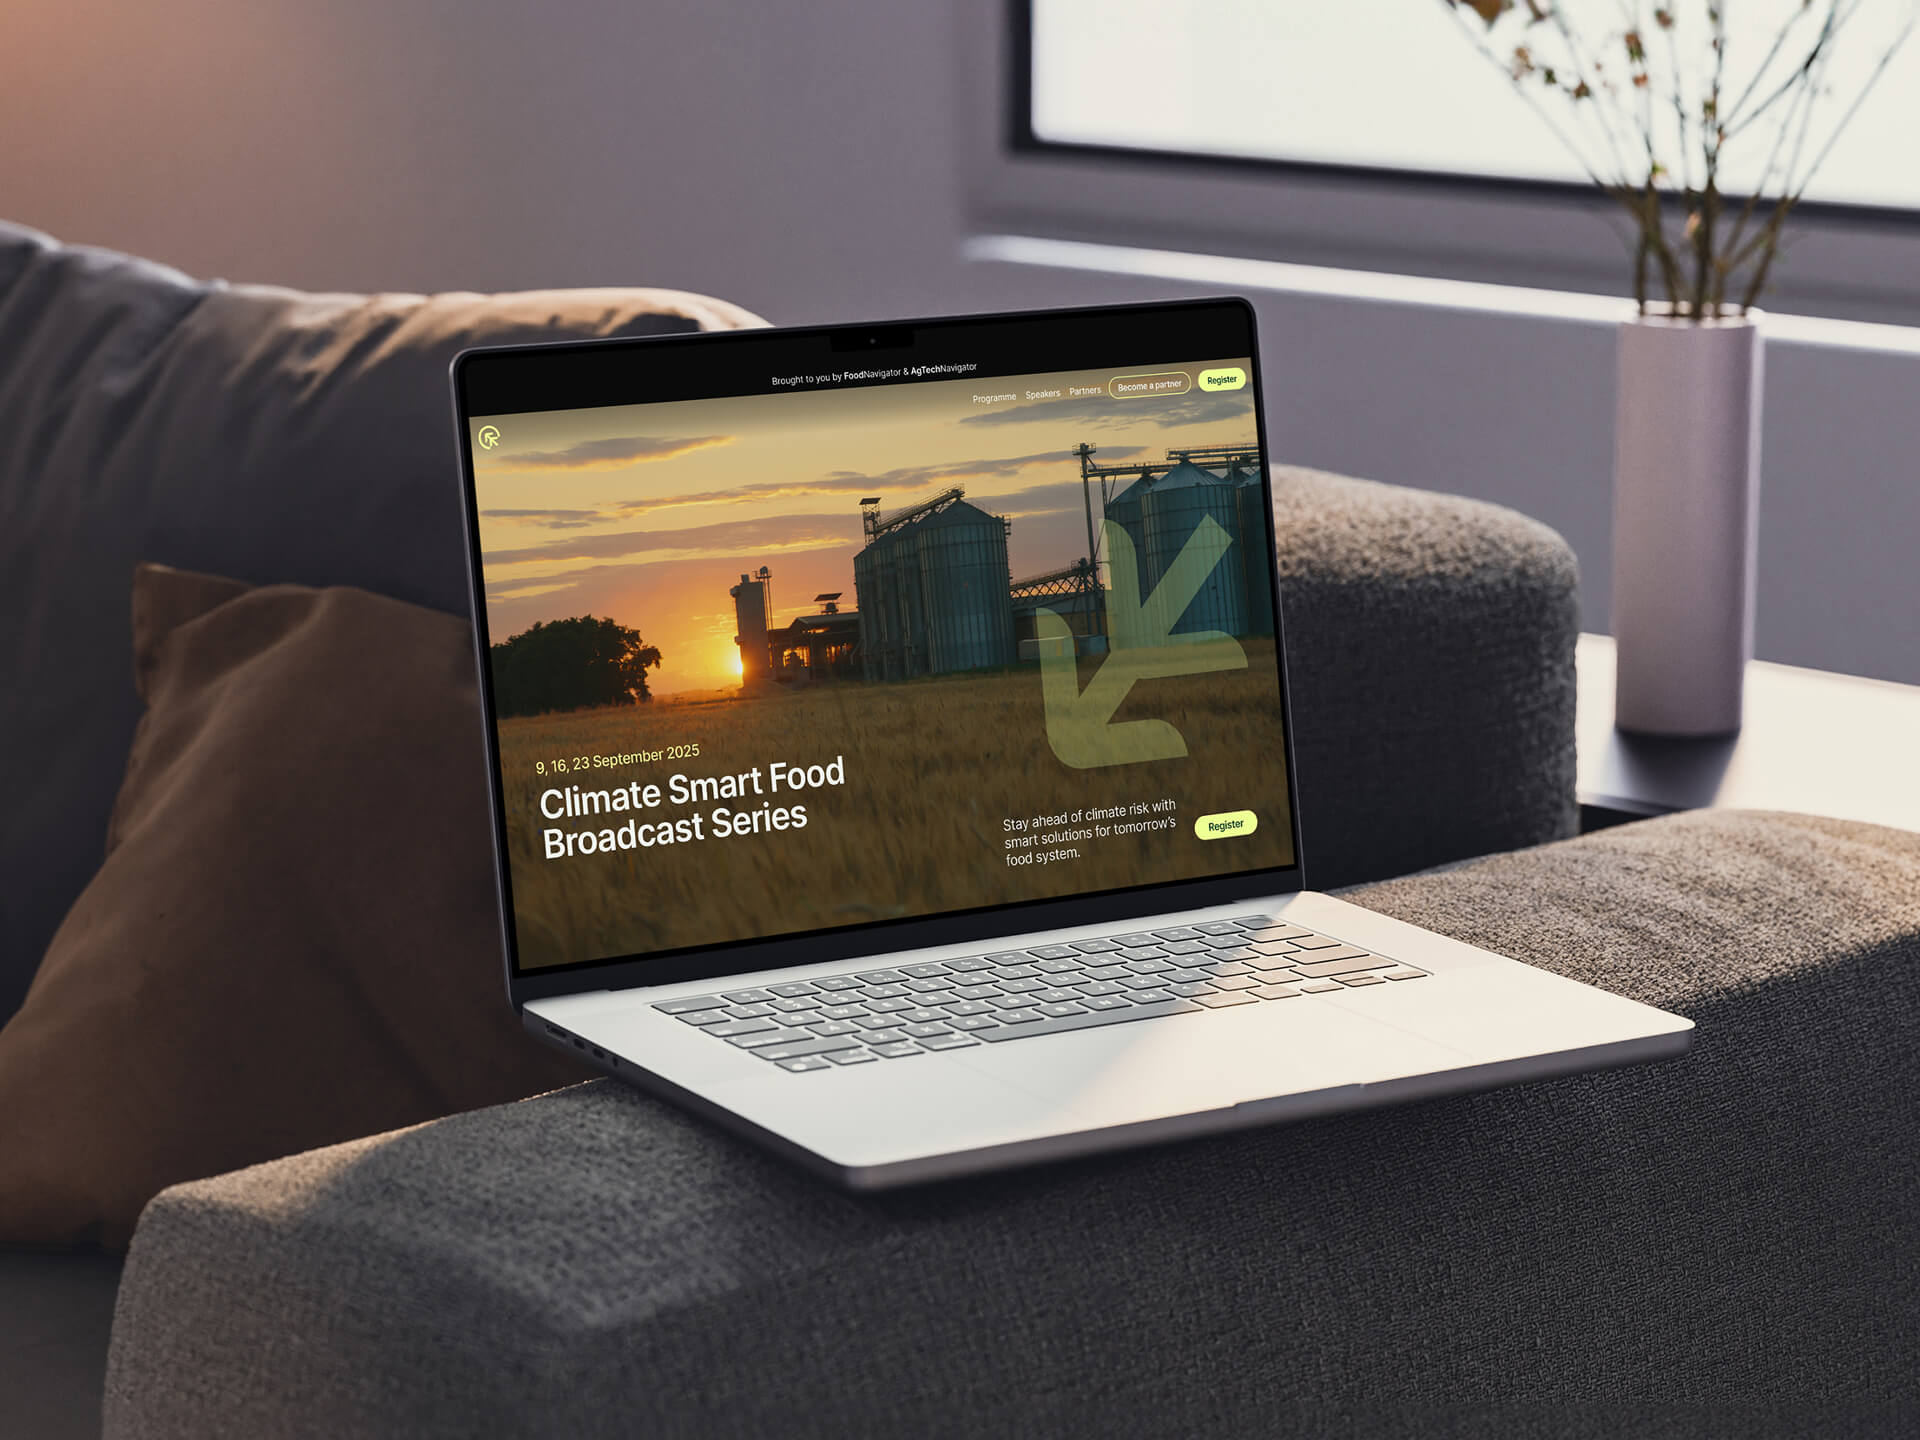 Brought to you by FoodNavigator & AgTechNavigator
Programme Speakers Partners Become a partner Register
9, 16, 23 September 2025
Climate Smart Food
Broadcast Series
Stay ahead of climate risk with
smart solutions for tomorrow's
food system.
Register